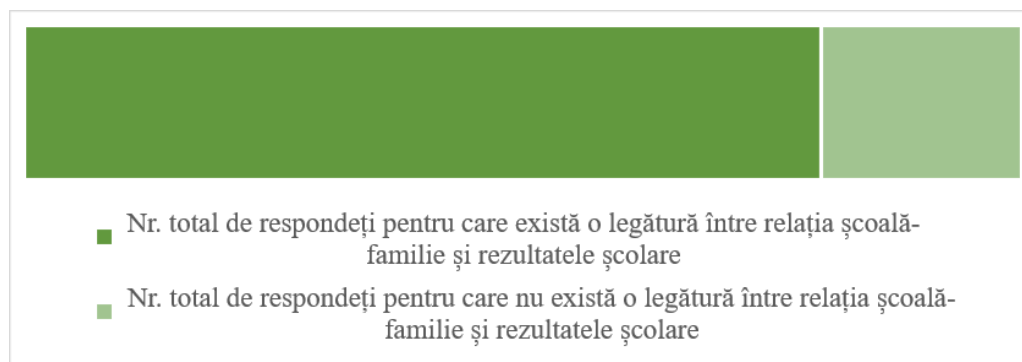 Nr. total de respondeți pentru care există o legătură între relația școală-
familie și rezultatele școlare
Nr. total de respondeți pentru care nu există o legătură între relația școală-
familie și rezultatele școlare